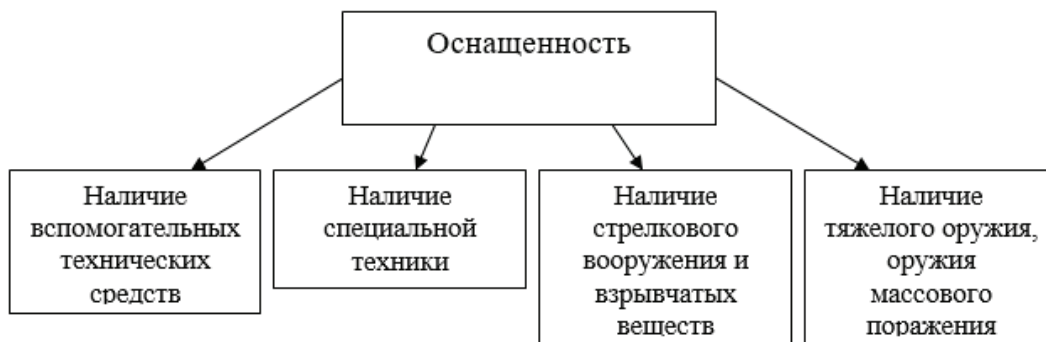 Оснащенность
Наличие
вспомогательных
технических
средств
Наличие
специальной
техники
Наличие
стрелкового
вооружения и
взрывчатых
веществ
Наличие
тяжелого оружия,
оружия
массового
поражения